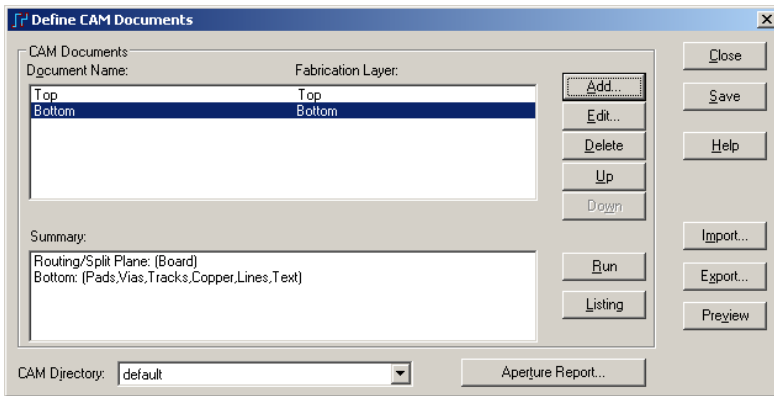 Define CAM Documents
CAM Documents
Document Name: Fabrication Layer:
Top Top
Bottom Bottom
Add...
Edit...
Delete
Up
Down
Summary:
Routing/Split Plane: (Board)
Bottom: (Pads,Vias,Tracks,Copper,Lines,Text)
Run
Listing
CAM Directory: default
Aperture Report...
Close
Save
Help
Import...
Export...
Preview